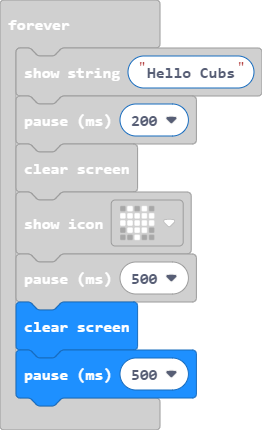 forever
show string "Hello Cubs"
pause (ms) 200
clear screen
show icon
pause (ms) 500
clear screen
pause (ms) 500